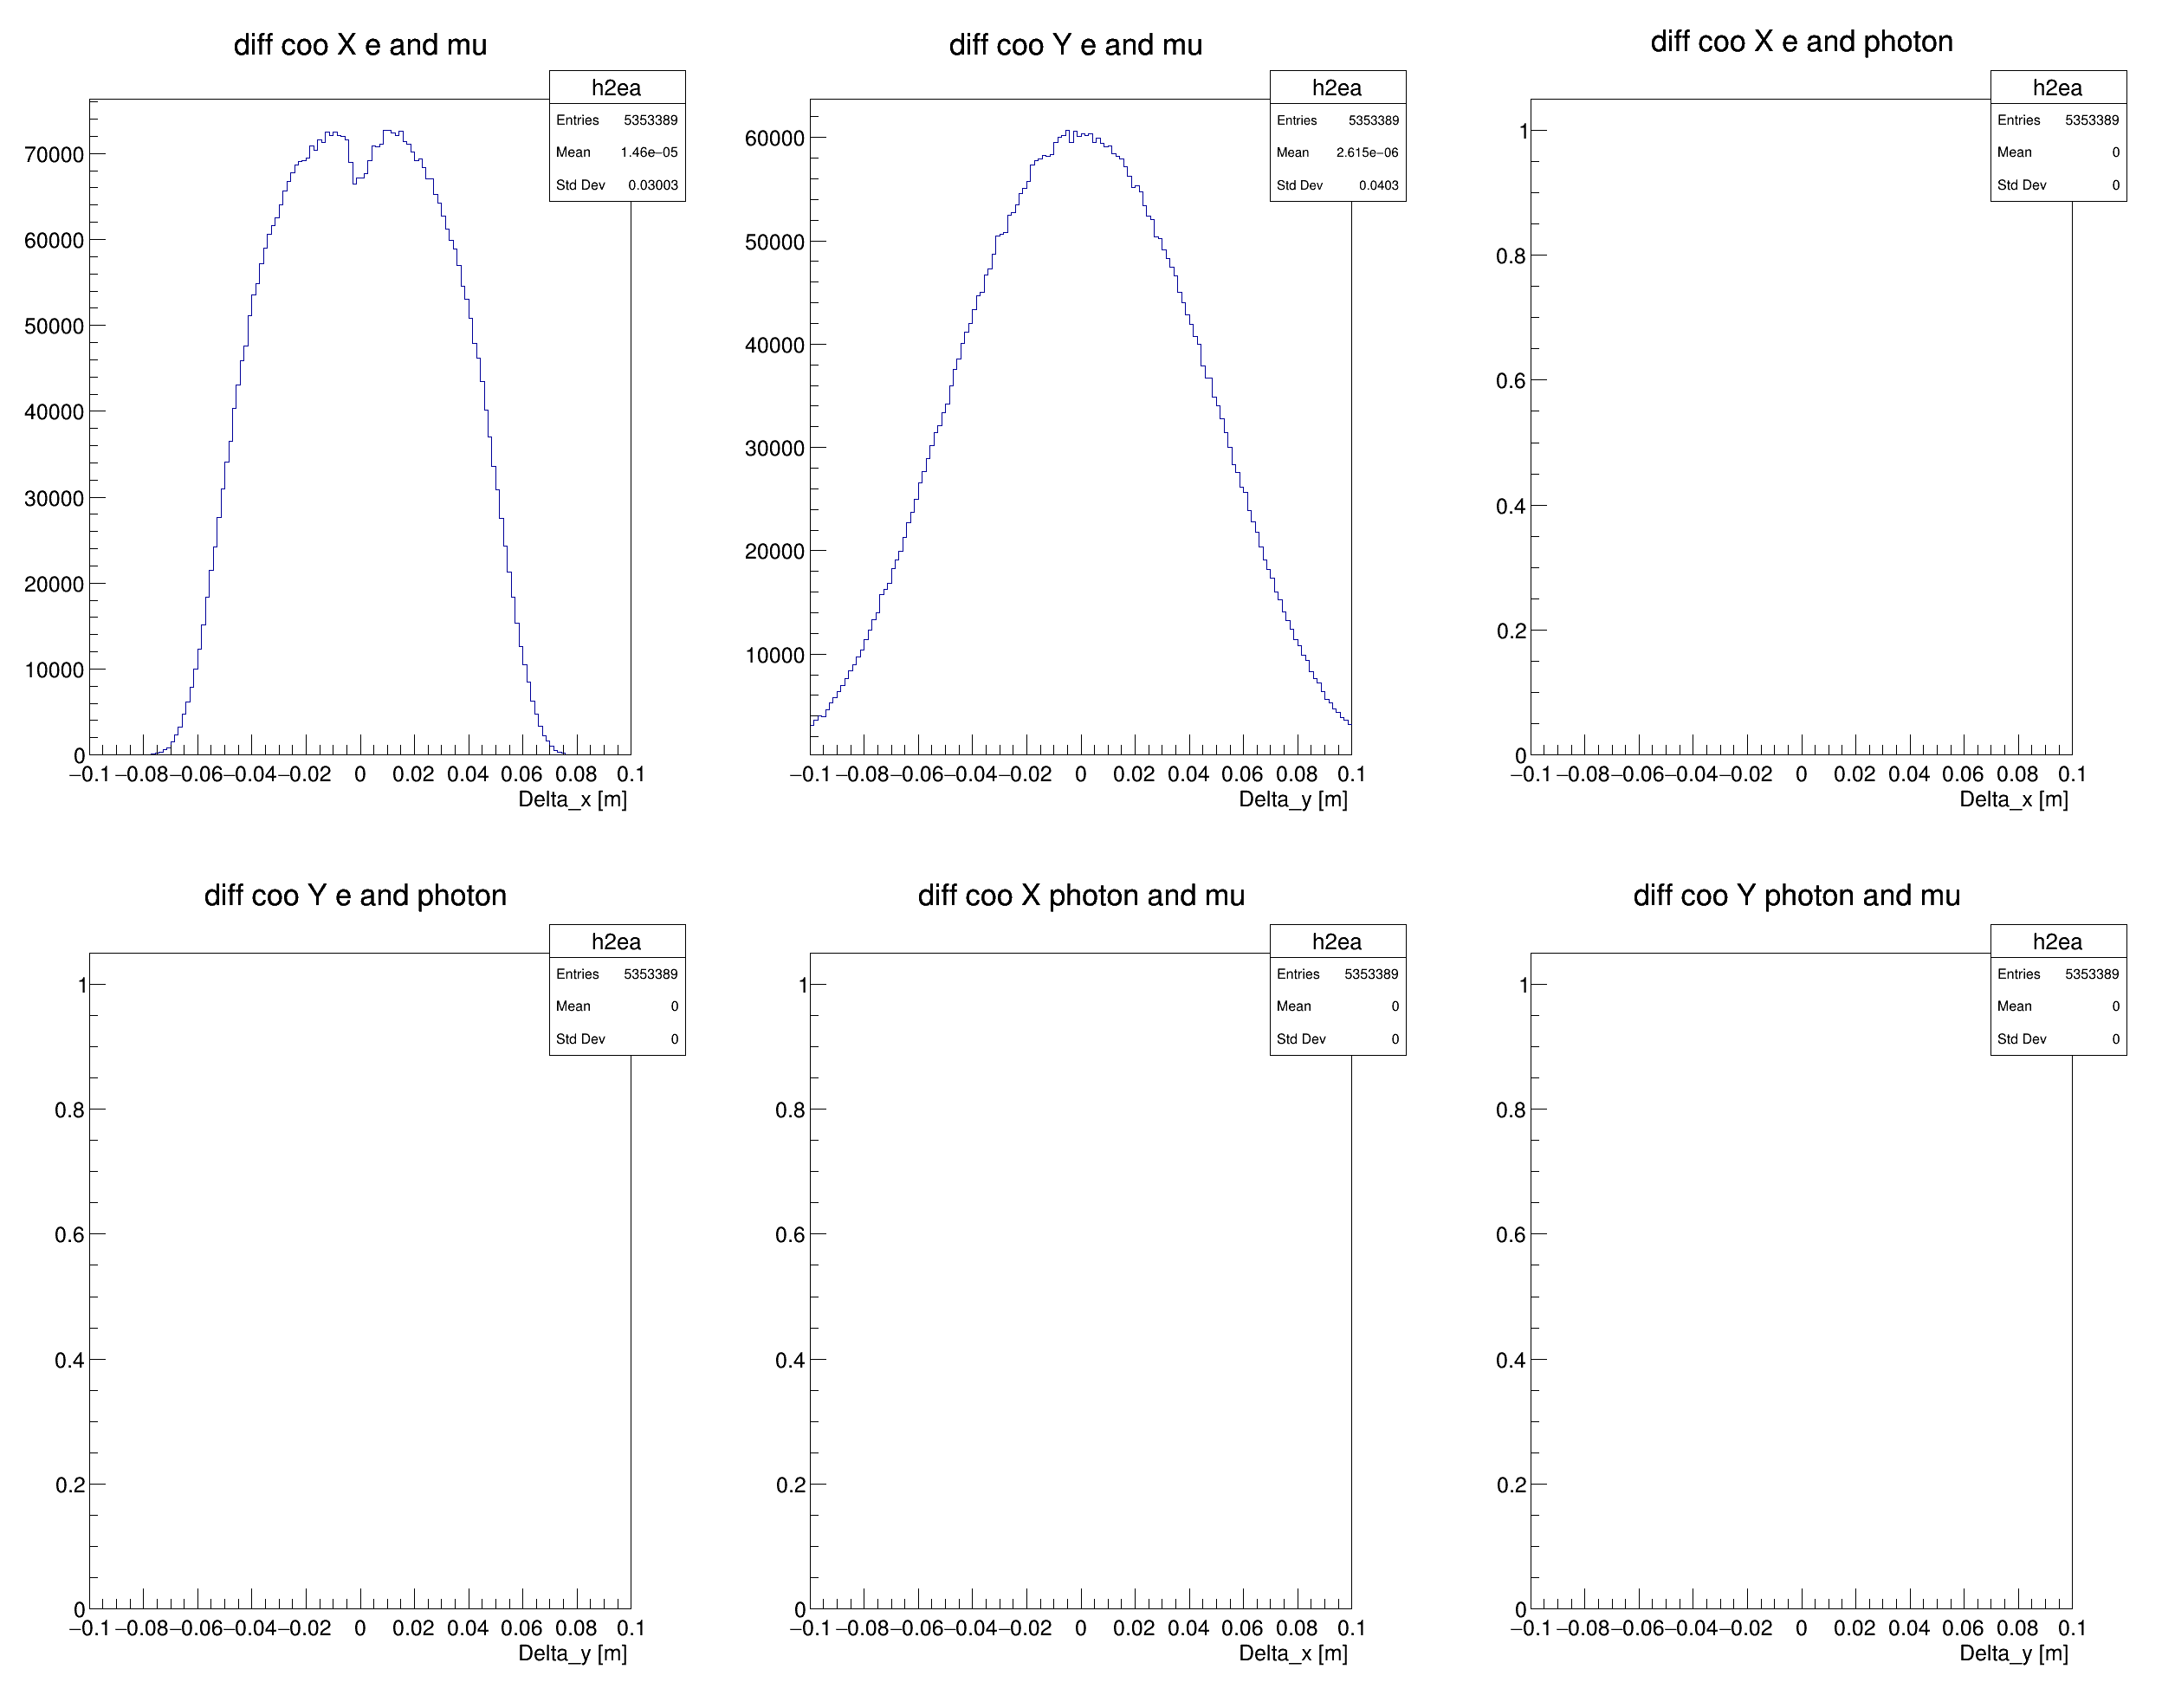 diff coo X e and mu
h2ea
Entries 5353389
Mean 1.46e−05
Std Dev 0.03003
70000
60000
50000
40000
30000
20000
10000
0
−0.1 −0.08 −0.06 −0.04 −0.02 0 0.02 0.04 0.06 0.08 0.1
Delta_x [m]
diff coo Y e and mu
h2ea
Entries 5353389
Mean 2.615e−06
Std Dev 0.0403
60000
50000
40000
30000
20000
10000
−0.1 −0.08 −0.06 −0.04 −0.02 0 0.02 0.04 0.06 0.08 0.1
Delta_y [m]
diff coo X e and photon
h2ea
Entries 5353389
Mean 0
Std Dev 0
1
0.8
0.6
0.4
0.2
0
−0.1 −0.08 −0.06 −0.04 −0.02 0 0.02 0.04 0.06 0.08 0.1
Delta_x [m]
diff coo Y e and photon
h2ea
Entries 5353389
Mean 0
Std Dev 0
1
0.8
0.6
0.4
0.2
0
−0.1 −0.08 −0.06 −0.04 −0.02 0 0.02 0.04 0.06 0.08 0.1
Delta_y [m]
diff coo X photon and mu
h2ea
Entries 5353389
Mean 0
Std Dev 0
1
0.8
0.6
0.4
0.2
0
−0.1 −0.08 −0.06 −0.04 −0.02 0 0.02 0.04 0.06 0.08 0.1
Delta_x [m]
diff coo Y photon and mu
h2ea
Entries 5353389
Mean 0
Std Dev 0
1
0.8
0.6
0.4
0.2
0
−0.1 −0.08 −0.06 −0.04 −0.02 0 0.02 0.04 0.06 0.08 0.1
Delta_y [m]